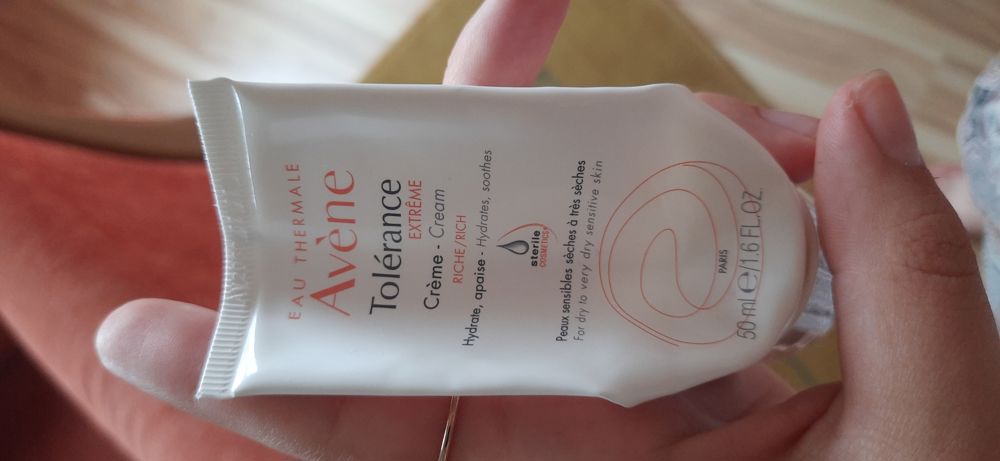 EAU THERMALE
Avène
Tolérance
EXTRÊME
Crème - Cream
RICHE/RICH
Hydrate, apaise - Hydrates, soothes
sterile
COSMETICS
Peaux sensibles sèches à très sèches
For dry to very dry sensitive skin
PARIS
50 ml ℮/1.6 FL.OZ.